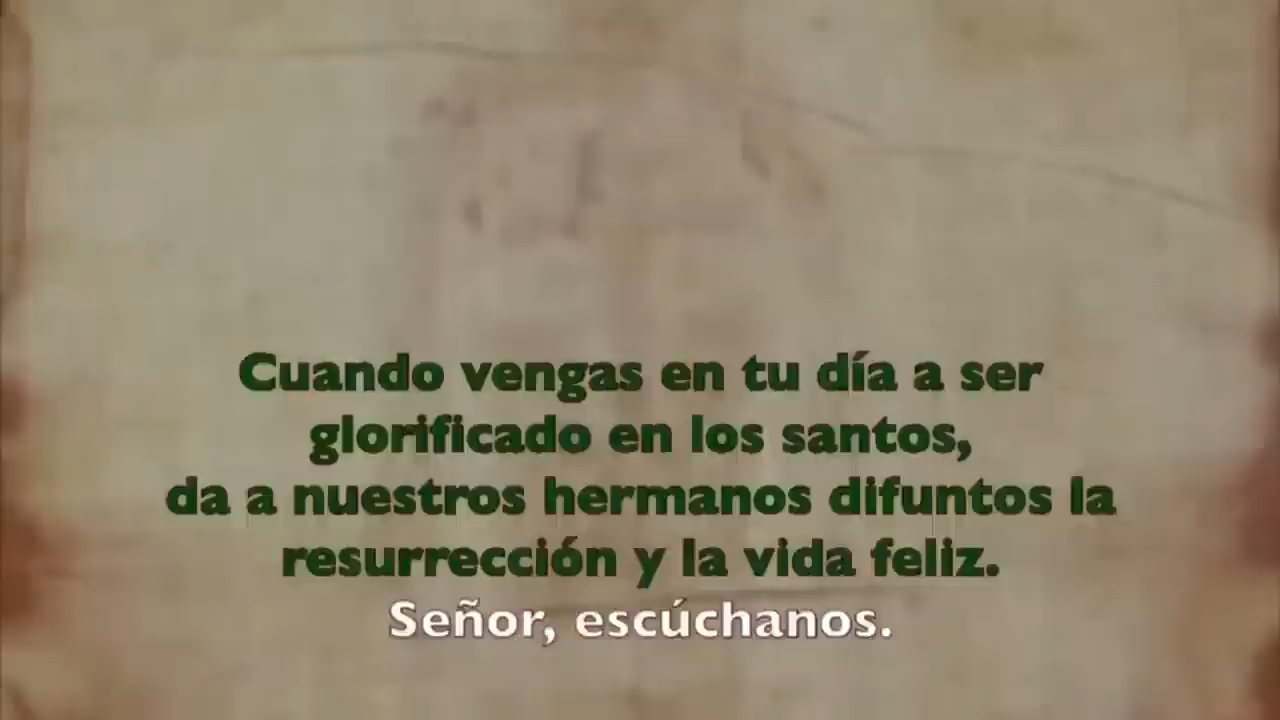 Cuando vengas en tu día a ser
glorificado en los santos,
da a nuestros hermanos difuntos la
resurrección y la vida feliz.
Señor, escúchanos.